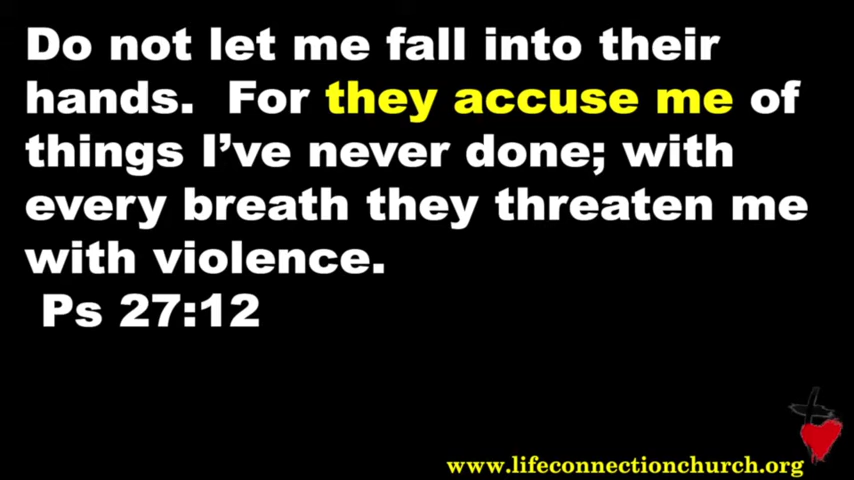 Do not let me fall into their
hands.  For they accuse me of
things I’ve never done; with
every breath they threaten me
with violence.
Ps 27:12
www.lifeconnectionchurch.org